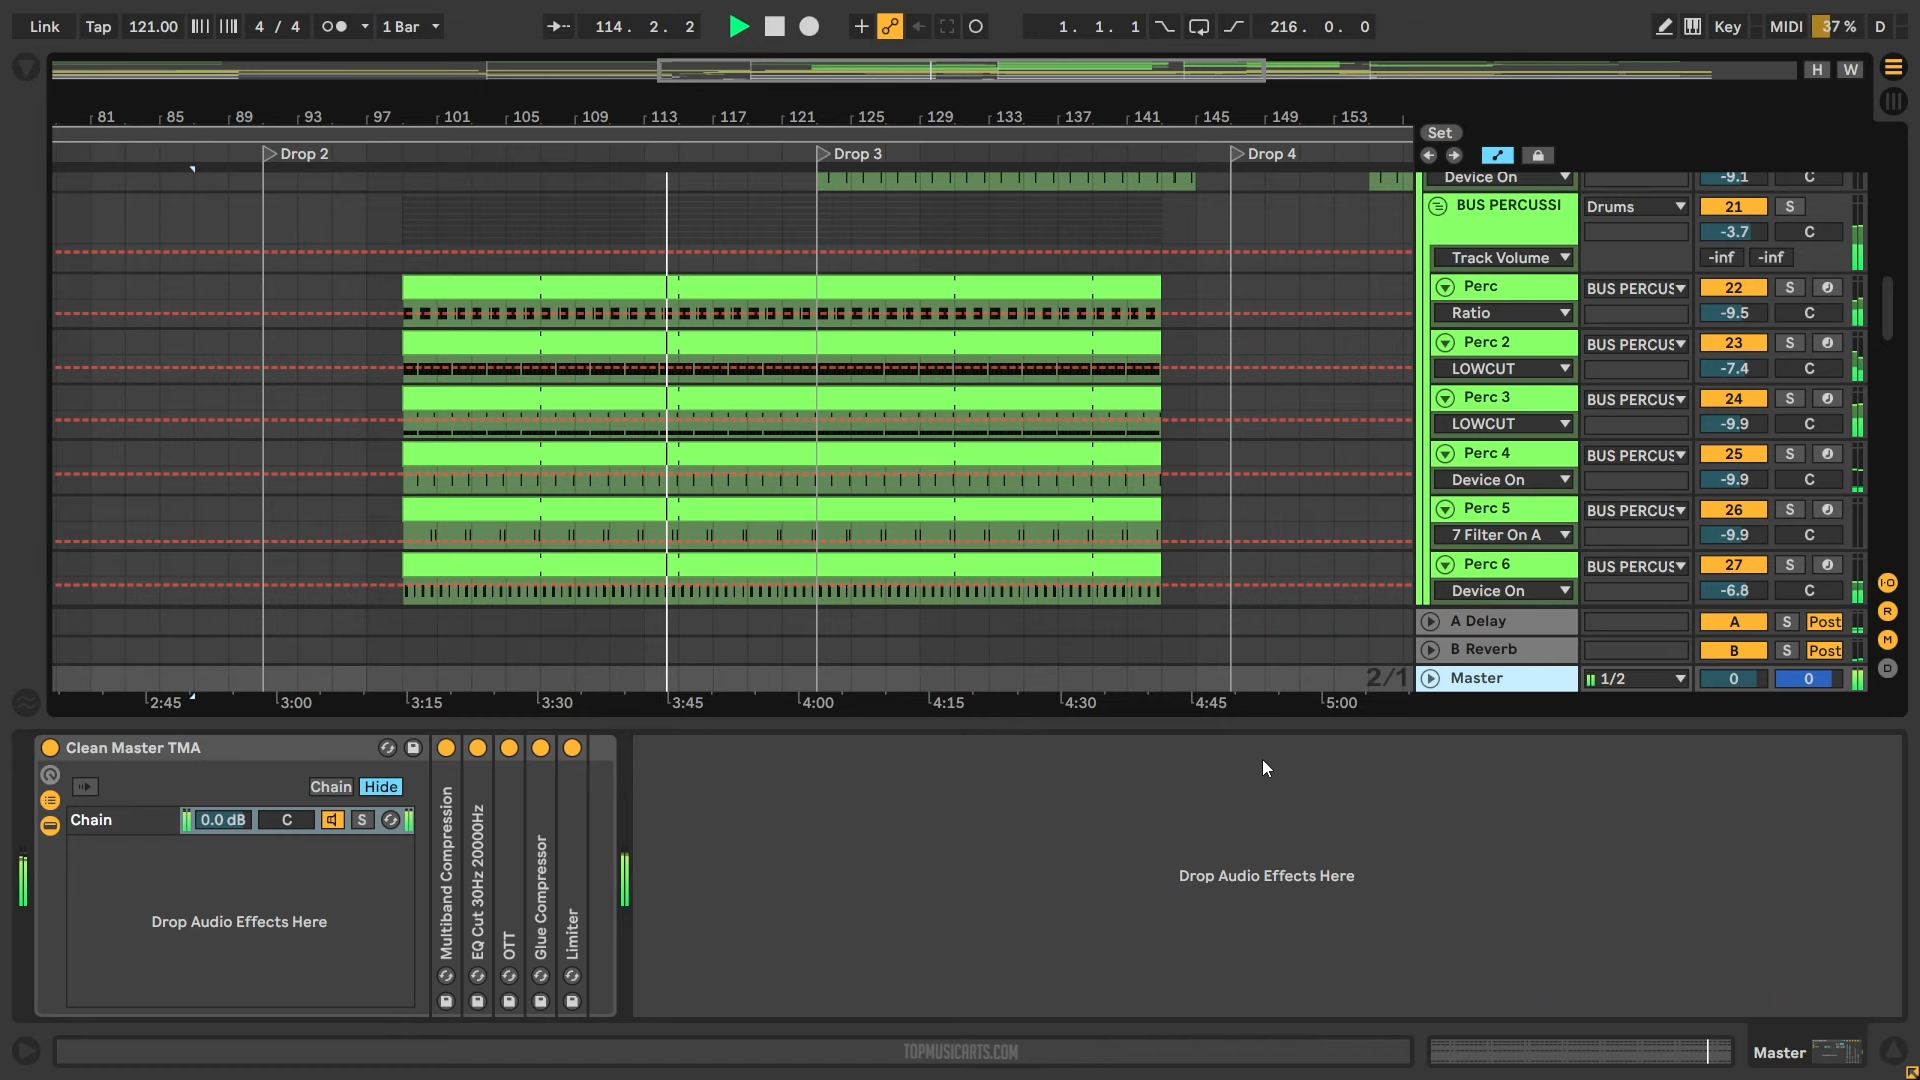 Link Tap 121.00 4 / 4 1 Bar 114. 2. 2 1. 1. 1 216. 0. 0 Key MIDI 37 % D
H W
81 85 89 93 97 101 105 109 113 117 121 125 129 133 137 141 145 149 153
Set
Drop 2 Drop 3 Drop 4
Device On -9.1 C
BUS PERCUSSI Drums 21 S
-3.7 C
Track Volume -inf -inf
Perc BUS PERCUS 22 S
Ratio -9.5 C
Perc 2 BUS PERCUS 23 S
LOWCUT -7.4 C
Perc 3 BUS PERCUS 24 S
LOWCUT -9.9 C
Perc 4 BUS PERCUS 25 S
Device On -9.9 C
Perc 5 BUS PERCUS 26 S
7 Filter On A -9.9 C
Perc 6 BUS PERCUS 27 S
Device On -6.8 C
I·O
R
M
D
A Delay A S Post
B Reverb B S Post
2/1 Master 1/2 0 0
2:45 3:00 3:15 3:30 3:45 4:00 4:15 4:30 4:45 5:00
Clean Master TMA
Chain Hide
Chain 0.0 dB C S
Drop Audio Effects Here
Multiband Compression
EQ Cut 30Hz 20000Hz
OTT
Glue Compressor
Limiter
Drop Audio Effects Here
TOPMUSICARTS.COM
Master